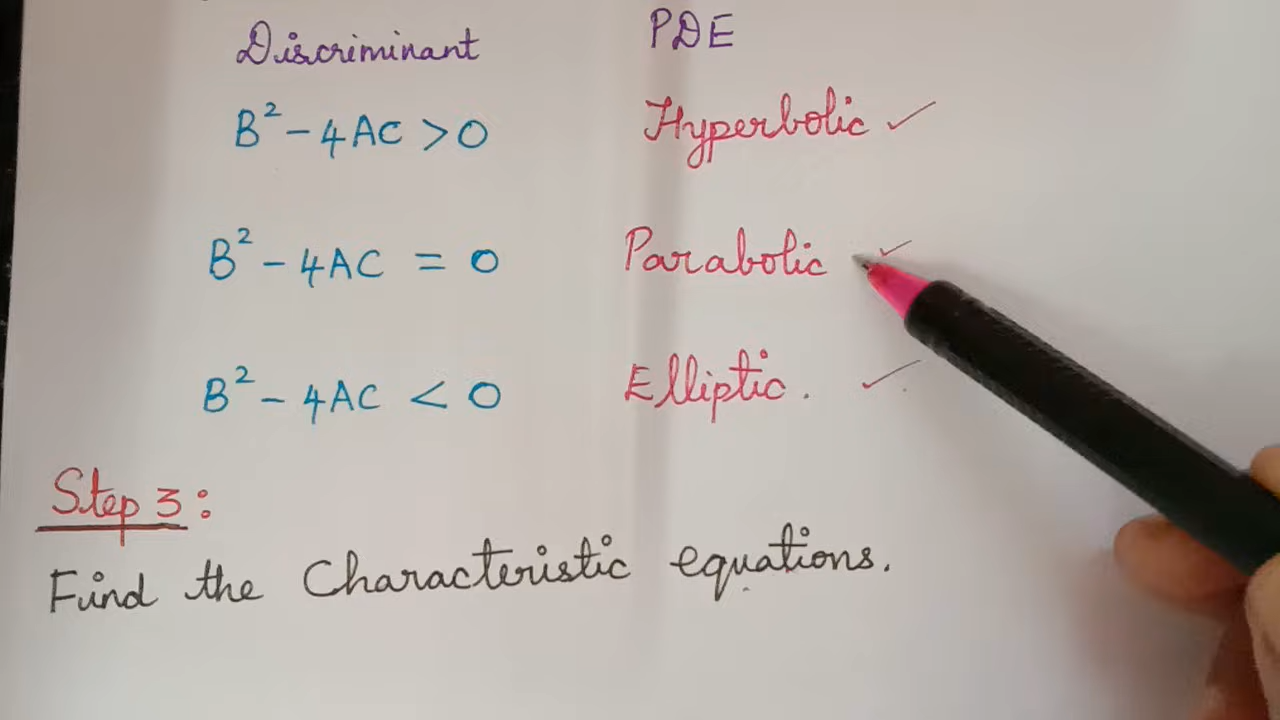 Discriminant PDE
B² - 4AC > 0 Hyperbolic ✓
B² - 4AC = 0 Parabolic ✓
B² - 4AC < 0 Elliptic. ✓
Step 3:
Find the Characteristic equations.